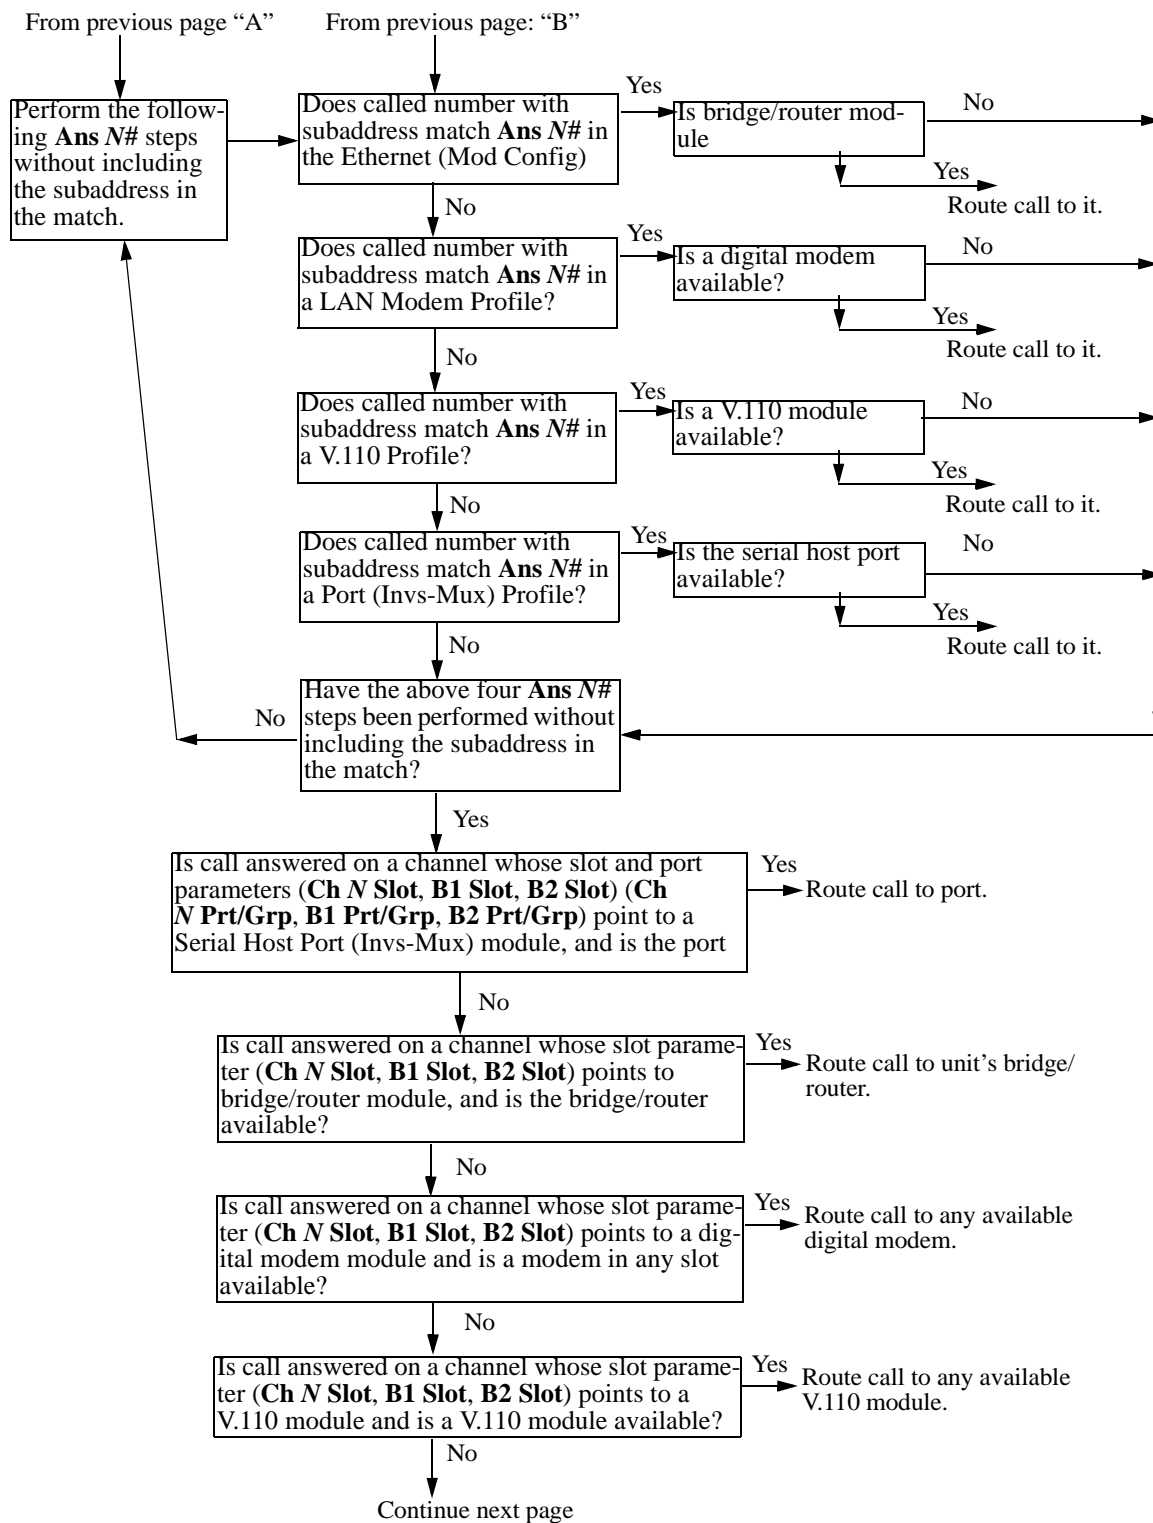 From previous page “A”
From previous page: “B”
Perform the follow-
ing Ans N# steps
without including
the subaddress in
the match.
Does called number with
subaddress match Ans N# in
the Ethernet (Mod Config)
Yes
Is bridge/router mod-
ule
No
Yes
Route call to it.
No
Does called number with
subaddress match Ans N# in
a LAN Modem Profile?
Yes
Is a digital modem
available?
No
Yes
Route call to it.
No
Does called number with
subaddress match Ans N# in
a V.110 Profile?
Yes
Is a V.110 module
available?
No
Yes
Route call to it.
No
Does called number with
subaddress match Ans N# in
a Port (Invs-Mux) Profile?
Yes
Is the serial host port
available?
No
Yes
Route call to it.
No
Have the above four Ans N#
steps been performed without
including the subaddress in
the match?
No
Yes
Is call answered on a channel whose slot and port
parameters (Ch N Slot, B1 Slot, B2 Slot) (Ch
N Prt/Grp, B1 Prt/Grp, B2 Prt/Grp) point to a
Serial Host Port (Invs-Mux) module, and is the port
Yes
Route call to port.
No
Is call answered on a channel whose slot parame-
ter (Ch N Slot, B1 Slot, B2 Slot) points to
bridge/router module, and is the bridge/router
available?
Yes
Route call to unit’s bridge/
router.
No
Is call answered on a channel whose slot parame-
ter (Ch N Slot, B1 Slot, B2 Slot) points to a dig-
ital modem module and is a modem in any slot
available?
Yes
Route call to any available
digital modem.
No
Is call answered on a channel whose slot parame-
ter (Ch N Slot, B1 Slot, B2 Slot) points to a
V.110 module and is a V.110 module available?
Yes
Route call to any available
V.110 module.
No
Continue next page